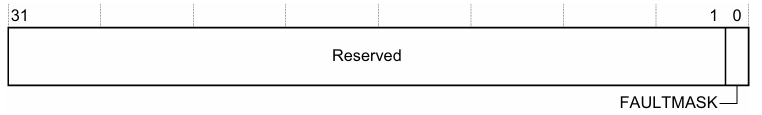 31 1 0
Reserved
FAULTMASK